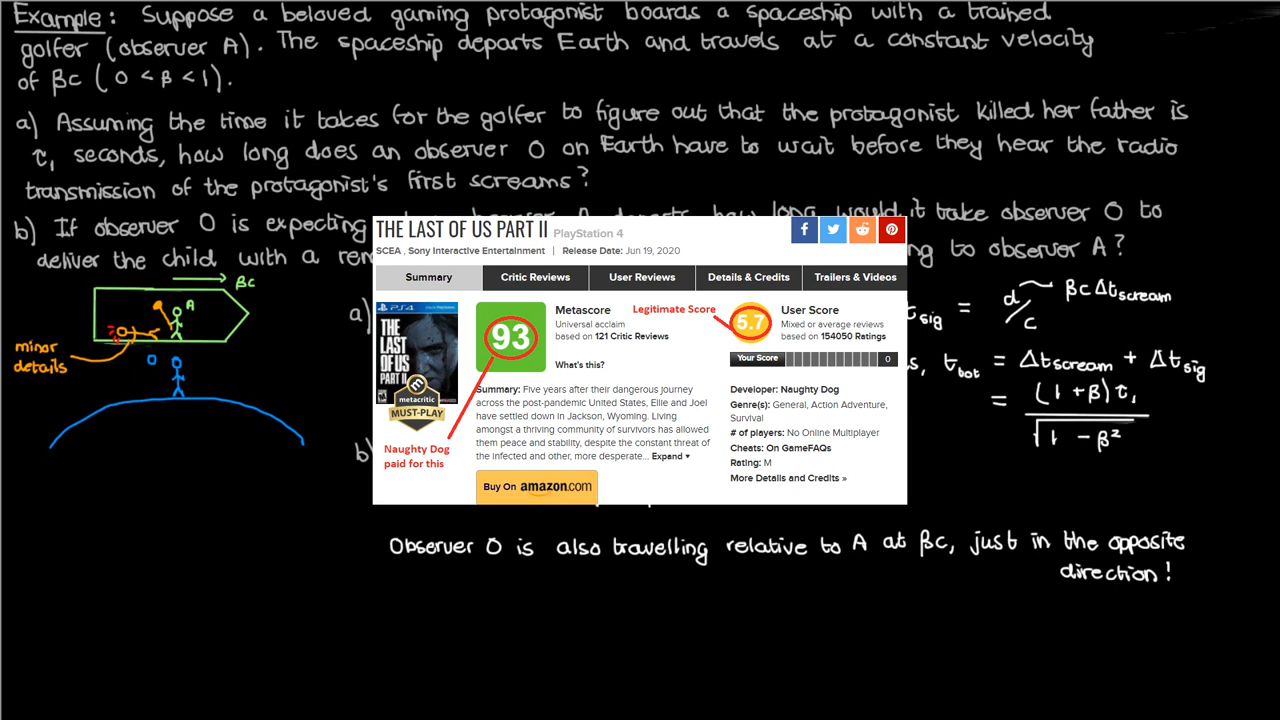 Example: Suppose a beloved gaming protagonist boards a spaceship with a trained
golfer (observer A). The spaceship departs Earth and travels at a constant velocity
of βc (0 < β < 1).
a) Assuming the time it takes for the golfer to figure out that the protagonist killed her father is
τ₁ seconds, how long does an observer O on Earth have to wait before they hear the radio
transmission of the protagonist's first screams?
b) If observer O is expecting how long would it take observer O to
deliver the child with a to observer A?
βc
A
minor
details
O
a)
b)
THE LAST OF US PART II PlayStation 4
SCEA , Sony Interactive Entertainment | Release Date: Jun 19, 2020
Summary Critic Reviews User Reviews Details & Credits Trailers & Videos
PS4
THE
LAST
OF US
PART II
metacritic
MUST-PLAY
Naughty Dog
paid for this
93
Metascore
Universal acclaim
based on 121 Critic Reviews
What's this?
Summary: Five years after their dangerous journey
across the post-pandemic United States, Ellie and Joel
have settled down in Jackson, Wyoming. Living
amongst a thriving community of survivors has allowed
them peace and stability, despite the constant threat of
the infected and other, more desperate... Expand ▾
Buy On amazon.com
Legitimate Score
5.7
User Score
Mixed or average reviews
based on 154050 Ratings
Your Score 0
Developer: Naughty Dog
Genre(s): General, Action Adventure,
Survival
# of players: No Online Multiplayer
Cheats: On GameFAQs
Rating: M
More Details and Credits »
tsig = d/c βcΔtscream
s, tbot = Δtscream + Δtsig
= (1 + β)τ₁
√1 - β²
Observer O is also travelling relative to A at βc, just in the opposite
direction!